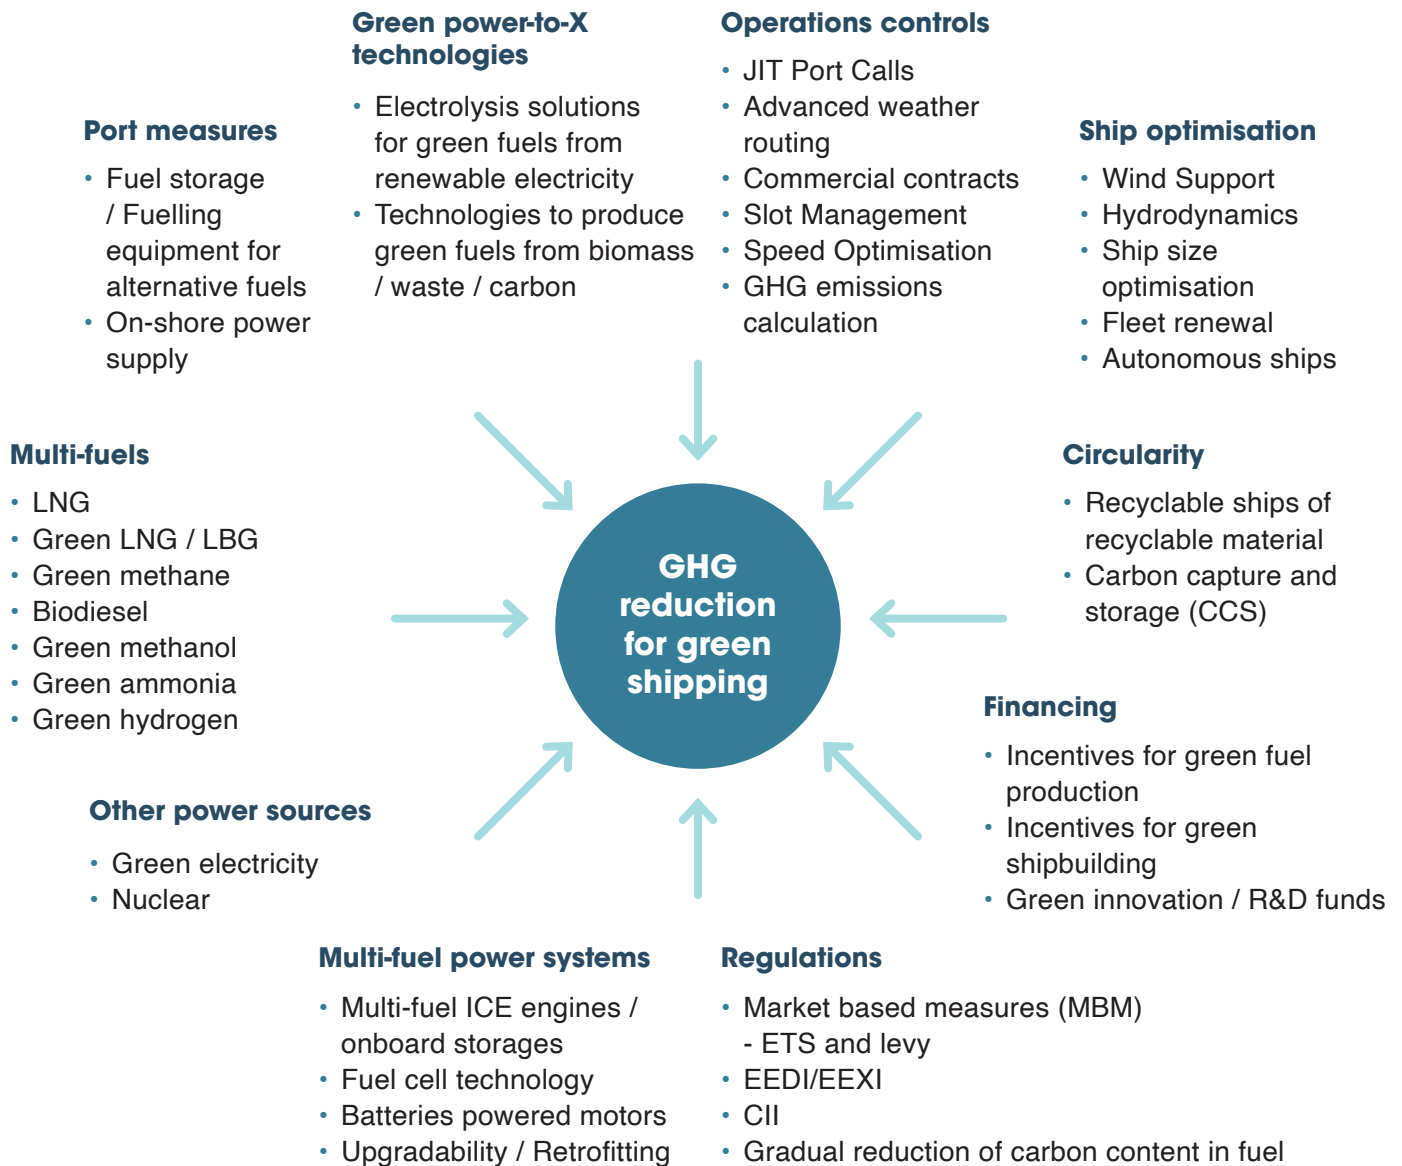 Green power-to-X
technologies
• Electrolysis solutions
for green fuels from
renewable electricity
• Technologies to produce
green fuels from biomass
/ waste / carbon
Operations controls
• JIT Port Calls
• Advanced weather
routing
• Commercial contracts
• Slot Management
• Speed Optimisation
• GHG emissions
calculation
Port measures
• Fuel storage
/ Fuelling
equipment for
alternative fuels
• On-shore power
supply
Ship optimisation
• Wind Support
• Hydrodynamics
• Ship size
optimisation
• Fleet renewal
• Autonomous ships
Multi-fuels
• LNG
• Green LNG / LBG
• Green methane
• Biodiesel
• Green methanol
• Green ammonia
• Green hydrogen
GHG
reduction
for green
shipping
Circularity
• Recyclable ships of
recyclable material
• Carbon capture and
storage (CCS)
Financing
• Incentives for green fuel
production
• Incentives for green
shipbuilding
• Green innovation / R&D funds
Other power sources
• Green electricity
• Nuclear
Multi-fuel power systems
• Multi-fuel ICE engines /
onboard storages
• Fuel cell technology
• Batteries powered motors
• Upgradability / Retrofitting
Regulations
• Market based measures (MBM)
- ETS and levy
• EEDI/EEXI
• CII
• Gradual reduction of carbon content in fuel